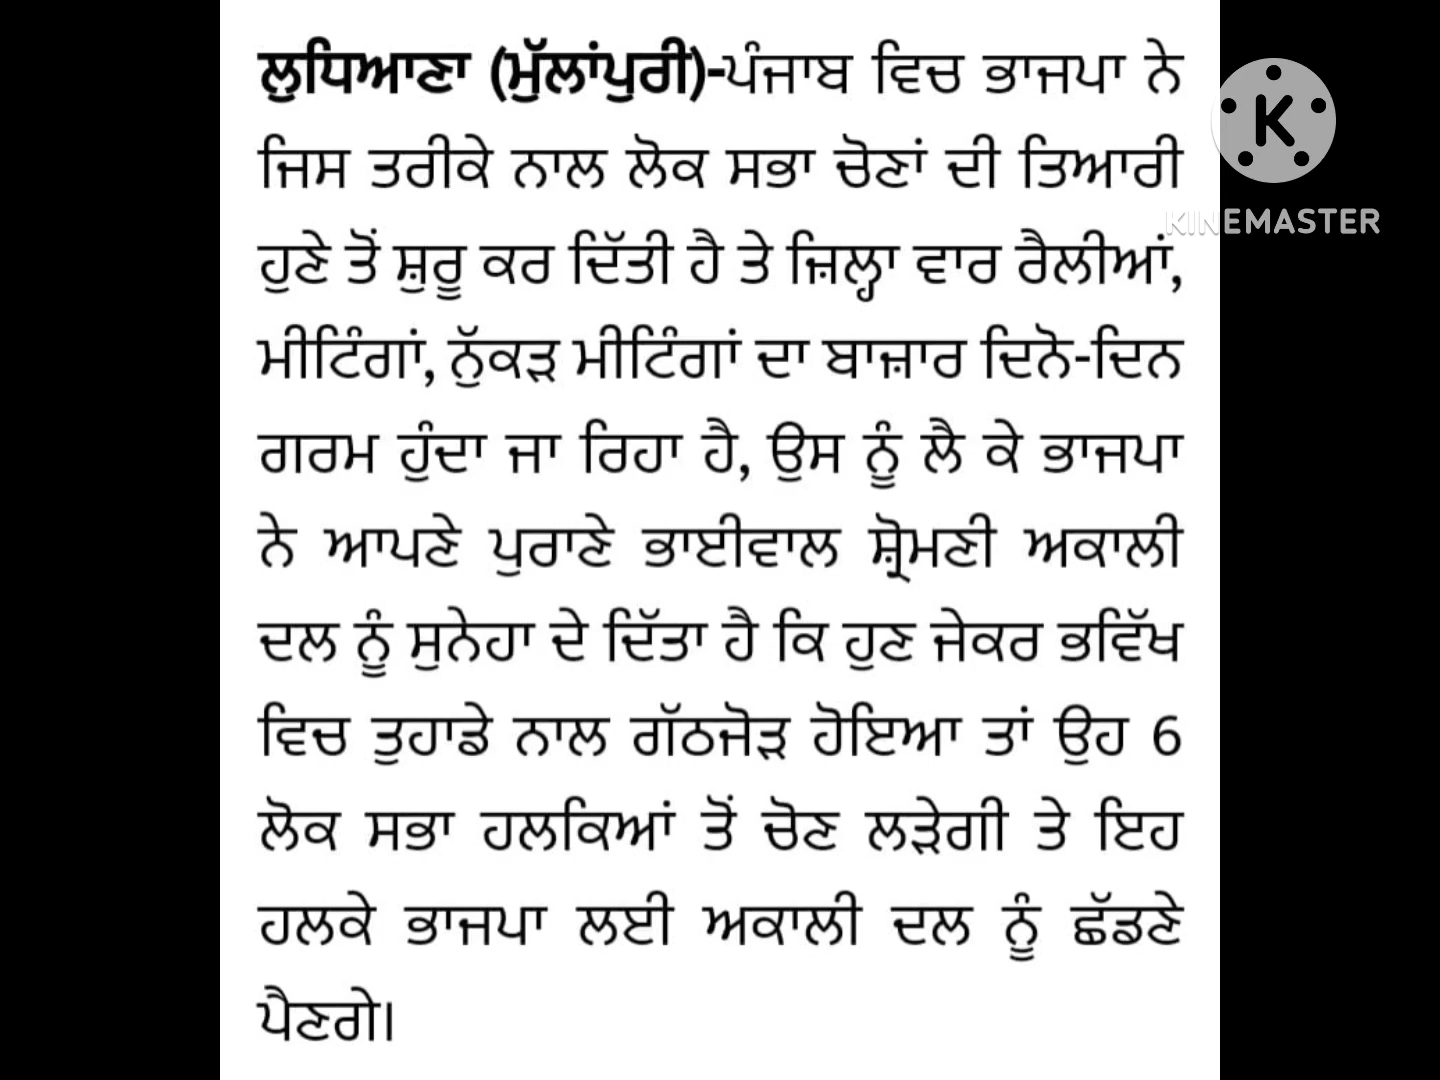 ਲੁਧਿਆਣਾ (ਮੁੱਲਾਂਪੁਰੀ)-ਪੰਜਾਬ ਵਿਚ ਭਾਜਪਾ ਨੇ
ਜਿਸ ਤਰੀਕੇ ਨਾਲ ਲੋਕ ਸਭਾ ਚੋਣਾਂ ਦੀ ਤਿਆਰੀ
ਹੁਣੇ ਤੋਂ ਸ਼ੁਰੂ ਕਰ ਦਿੱਤੀ ਹੈ ਤੇ ਜ਼ਿਲ੍ਹਾ ਵਾਰ ਰੈਲੀਆਂ,
ਮੀਟਿੰਗਾਂ, ਨੁੱਕੜ ਮੀਟਿੰਗਾਂ ਦਾ ਬਾਜ਼ਾਰ ਦਿਨੋ-ਦਿਨ
ਗਰਮ ਹੁੰਦਾ ਜਾ ਰਿਹਾ ਹੈ, ਉਸ ਨੂੰ ਲੈ ਕੇ ਭਾਜਪਾ
ਨੇ ਆਪਣੇ ਪੁਰਾਣੇ ਭਾਈਵਾਲ ਸ਼੍ਰੋਮਣੀ ਅਕਾਲੀ
ਦਲ ਨੂੰ ਸੁਨੇਹਾ ਦੇ ਦਿੱਤਾ ਹੈ ਕਿ ਹੁਣ ਜੇਕਰ ਭਵਿੱਖ
ਵਿਚ ਤੁਹਾਡੇ ਨਾਲ ਗੱਠਜੋੜ ਹੋਇਆ ਤਾਂ ਉਹ 6
ਲੋਕ ਸਭਾ ਹਲਕਿਆਂ ਤੋਂ ਚੋਣ ਲੜੇਗੀ ਤੇ ਇਹ
ਹਲਕੇ ਭਾਜਪਾ ਲਈ ਅਕਾਲੀ ਦਲ ਨੂੰ ਛੱਡਣੇ
ਪੈਣਗੇ।
K
KINEMASTER